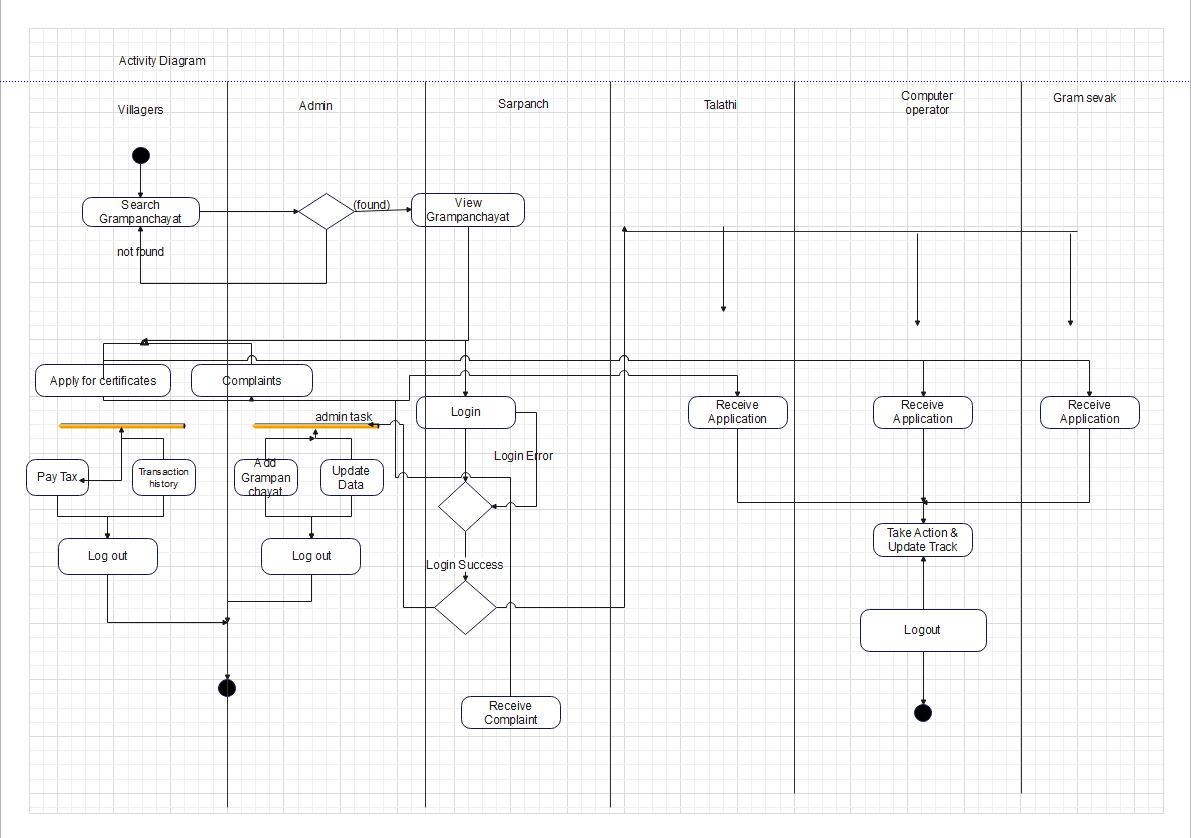 Activity Diagram
Villagers
Admin
Sarpanch
Talathi
Computer
operator
Gram sevak
Search
Grampanchayat
(found)
View
Grampanchayat
not found
Apply for certificates
Complaints
admin task
Login
Receive
Application
Receive
Application
Receive
Application
Login Error
Pay Tax
Transaction
history
Add
Grampan
chayat
Update
Data
Log out
Log out
Login Success
Take Action &
Update Track
Logout
Receive
Complaint